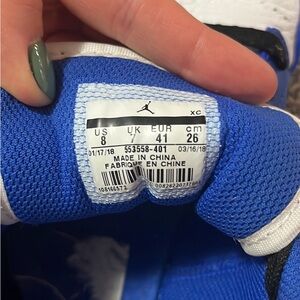 XC
US UK EUR cm
8 7 41 26
01/17/18 553558-401 03/16/18
MADE IN CHINA
FABRIQUÉ EN CHINE